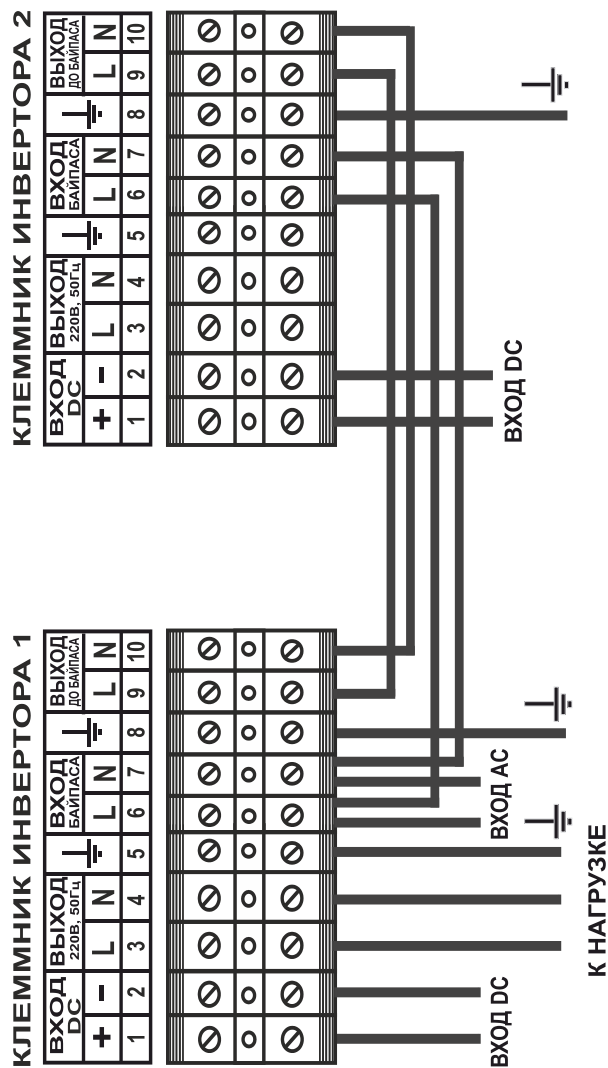 КЛЕММНИК ИНВЕРТОРА 1
ВХОД DC
ВЫХОД 220В, 50Гц
ВХОД БАЙПАСА
ВЫХОД ДО БАЙПАСА
+ − L N L N L N
1 2 3 4 5 6 7 8 9 10
ВХОД DC
ВХОД АС
К НАГРУЗКЕ
КЛЕММНИК ИНВЕРТОРА 2
ВХОД DC
ВЫХОД 220В, 50Гц
ВХОД БАЙПАСА
ВЫХОД ДО БАЙПАСА
+ − L N L N L N
1 2 3 4 5 6 7 8 9 10
ВХОД DC